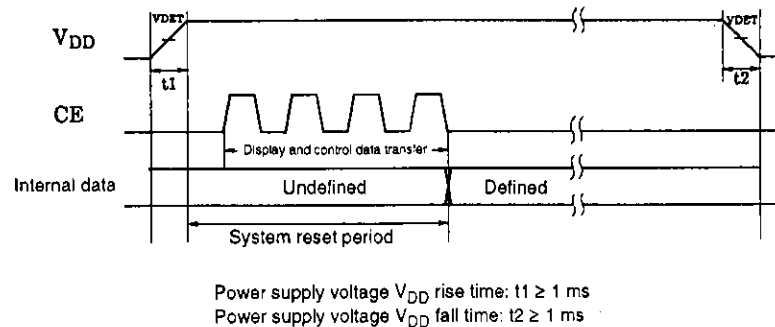 VDET VDET
VDD
t1 t2
CE
Display and control data transfer
Internal data Undefined Defined
System reset period
Power supply voltage VDD rise time: t1 ≥ 1 ms
Power supply voltage VDD fall time: t2 ≥ 1 ms